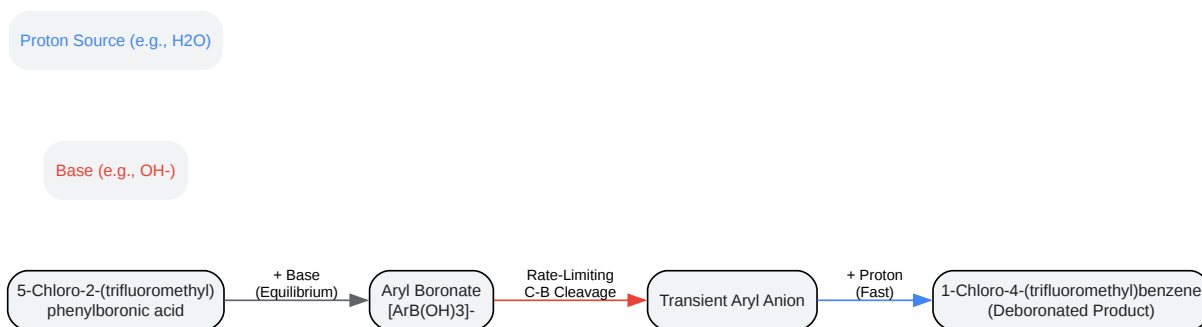 Proton Source (e.g., H2O)
Base (e.g., OH-)
5-Chloro-2-(trifluoromethyl)
phenylboronic acid
+ Base
(Equilibrium)
Aryl Boronate
[ArB(OH)3]-
Rate-Limiting
C-B Cleavage
Transient Aryl Anion
+ Proton
(Fast)
1-Chloro-4-(trifluoromethyl)benzene
(Deboronated Product)